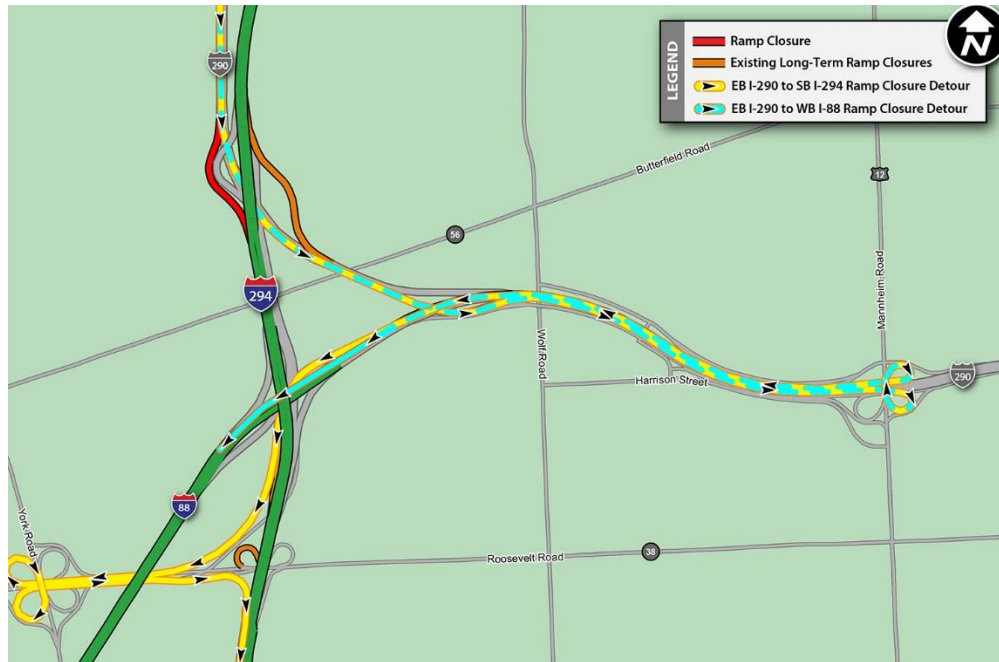 N
LEGEND
Ramp Closure
Existing Long-Term Ramp Closures
EB I-290 to SB I-294 Ramp Closure Detour
EB I-290 to WB I-88 Ramp Closure Detour
290
Butterfield Road
12
56
Mannheim Road
294
Wolf Road
Harrison Street
290
88
York Road
Roosevelt Road
38